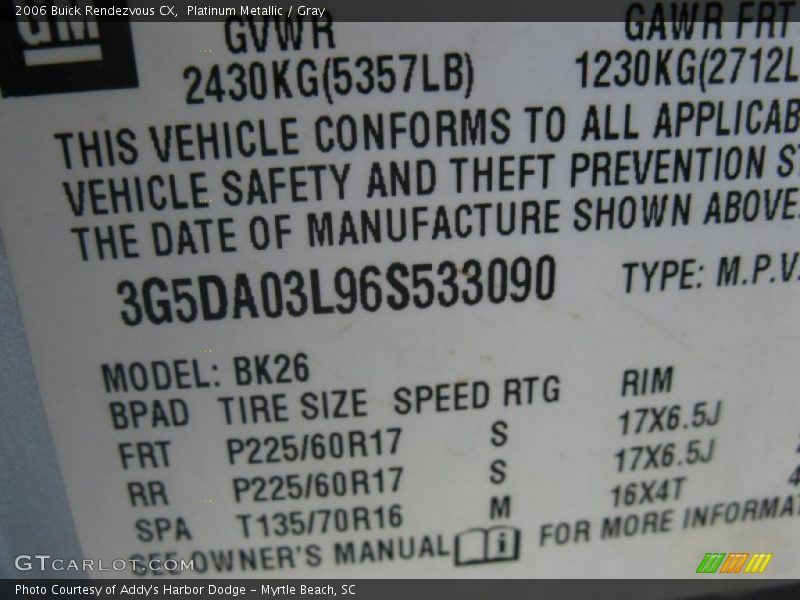 2006 Buick Rendezvous CX, Platinum Metallic / Gray
GM
GVWR GAWR FRT
2430KG(5357LB) 1230KG(2712L
THIS VEHICLE CONFORMS TO ALL APPLICAB
VEHICLE SAFETY AND THEFT PREVENTION ST
THE DATE OF MANUFACTURE SHOWN ABOVE.
3G5DA03L96S533090 TYPE: M.P.V.
MODEL: BK26
BPAD TIRE SIZE SPEED RTG RIM
FRT P225/60R17 S 17X6.5J
RR P225/60R17 S 17X6.5J
SPA T135/70R16 M 16X4T
SEE OWNER'S MANUAL FOR MORE INFORMAT
GTCARLOT.COM
Photo Courtesy of Addy's Harbor Dodge – Myrtle Beach, SC